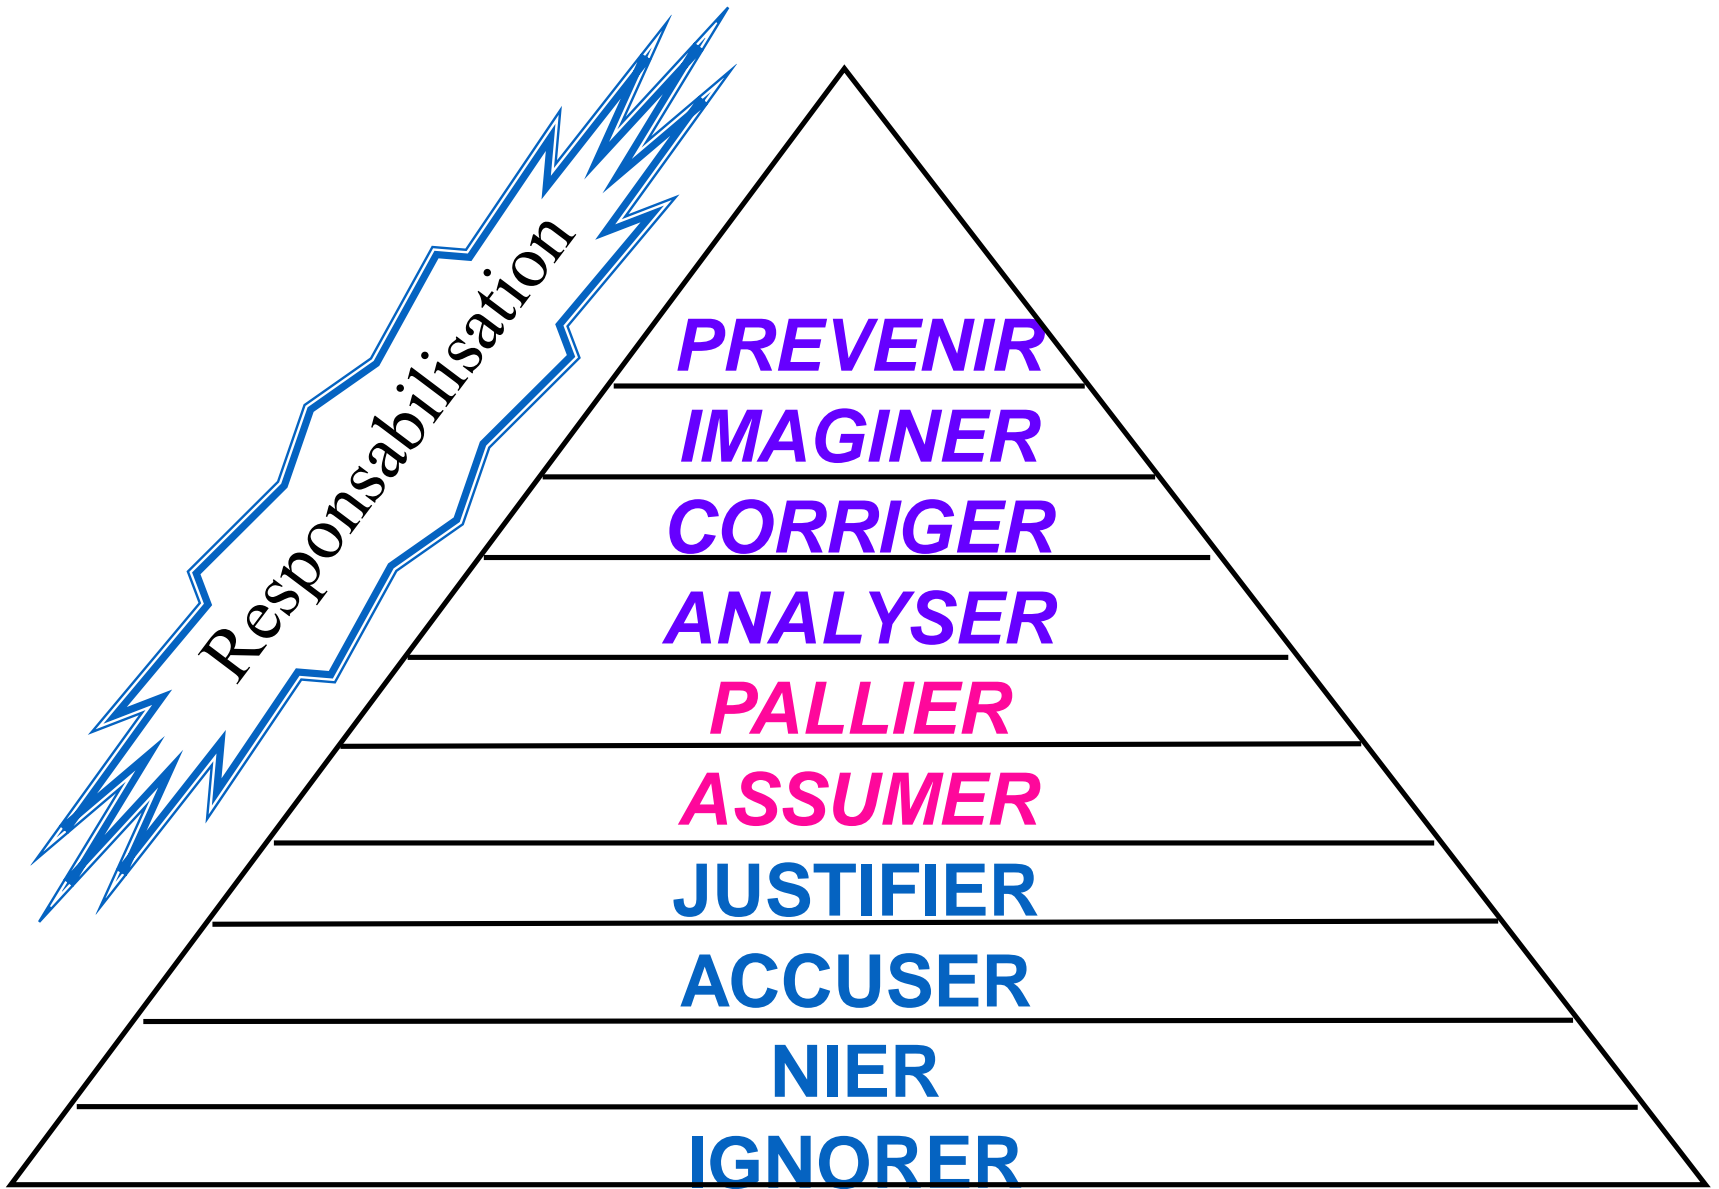 Responsabilisation
PREVENIR
IMAGINER
CORRIGER
ANALYSER
PALLIER
ASSUMER
JUSTIFIER
ACCUSER
NIER
IGNORER